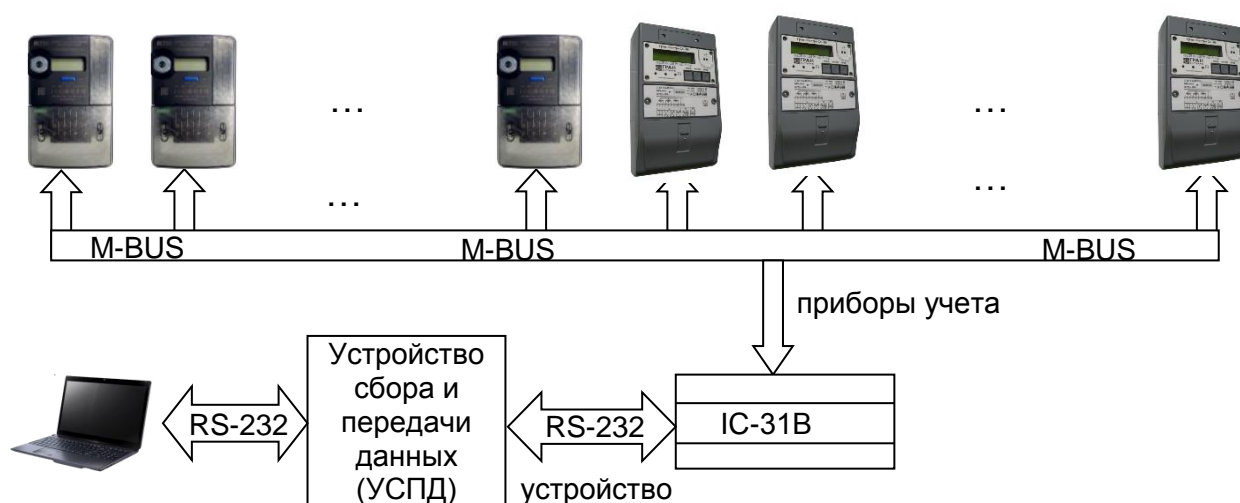 ...
...
...
...
M-BUS M-BUS M-BUS
приборы учета
Устройство
сбора и
передачи
данных
(УСПД)
RS-232
RS-232
IC-31B
устройство